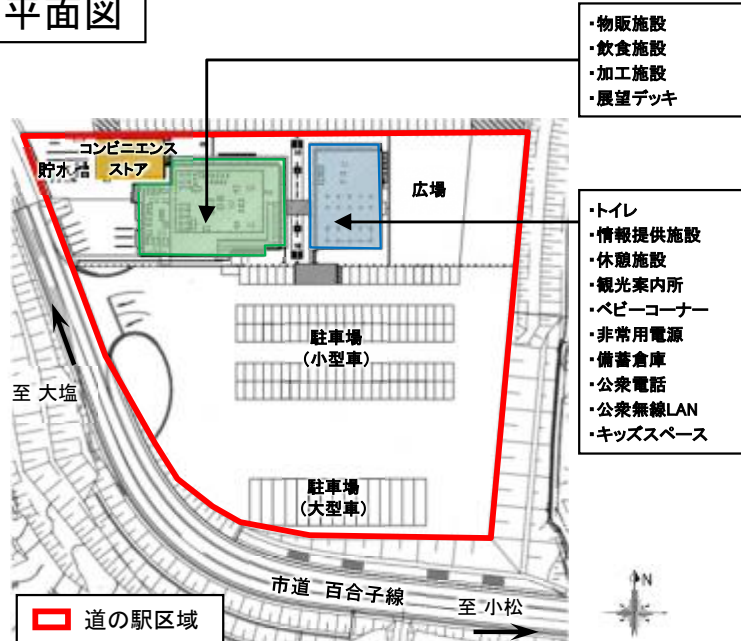 平面図
・物販施設
・飲食施設
・加工施設
・展望デッキ
コンビニエンス
ストア
貯水槽
広場
・トイレ
・情報提供施設
・休憩施設
・観光案内所
・ベビーコーナー
・非常用電源
・備蓄倉庫
・公衆電話
・公衆無線LAN
・キッズスペース
駐車場
(小型車)
至 大塩
駐車場
(大型車)
市道 百合子線
至 小松
N
道の駅区域